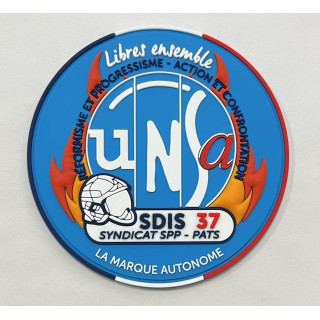 Libres ensemble
RÉFORMISME ET PROGRESSISME - ACTION ET CONFRONTATION
UNSa
SDIS 37
SYNDICAT SPP - PATS
LA MARQUE AUTONOME